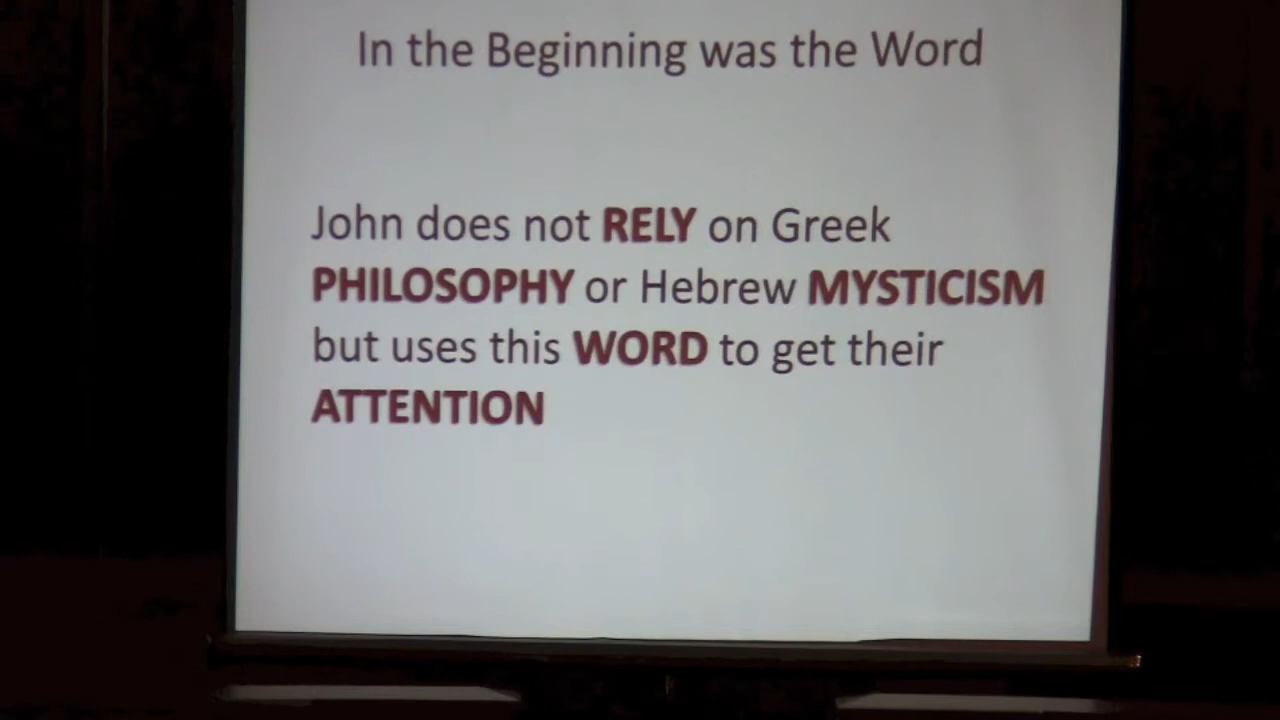 In the Beginning was the Word
John does not RELY on Greek
PHILOSOPHY or Hebrew MYSTICISM
but uses this WORD to get their
ATTENTION